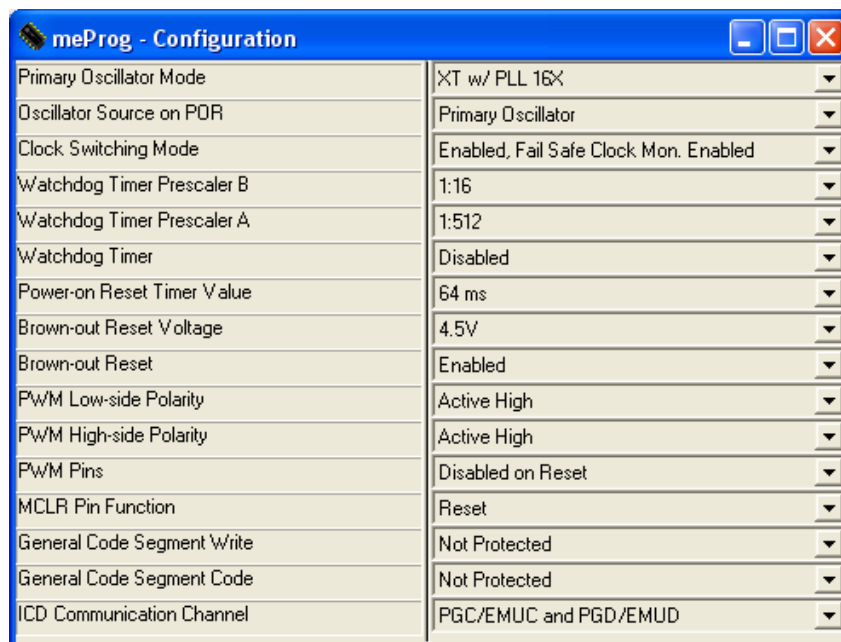 meProg - Configuration
Primary Oscillator Mode XT w/ PLL 16X
Oscillator Source on POR Primary Oscillator
Clock Switching Mode Enabled, Fail Safe Clock Mon. Enabled
Watchdog Timer Prescaler B 1:16
Watchdog Timer Prescaler A 1:512
Watchdog Timer Disabled
Power-on Reset Timer Value 64 ms
Brown-out Reset Voltage 4.5V
Brown-out Reset Enabled
PWM Low-side Polarity Active High
PWM High-side Polarity Active High
PWM Pins Disabled on Reset
MCLR Pin Function Reset
General Code Segment Write Not Protected
General Code Segment Code Not Protected
ICD Communication Channel PGC/EMUC and PGD/EMUD